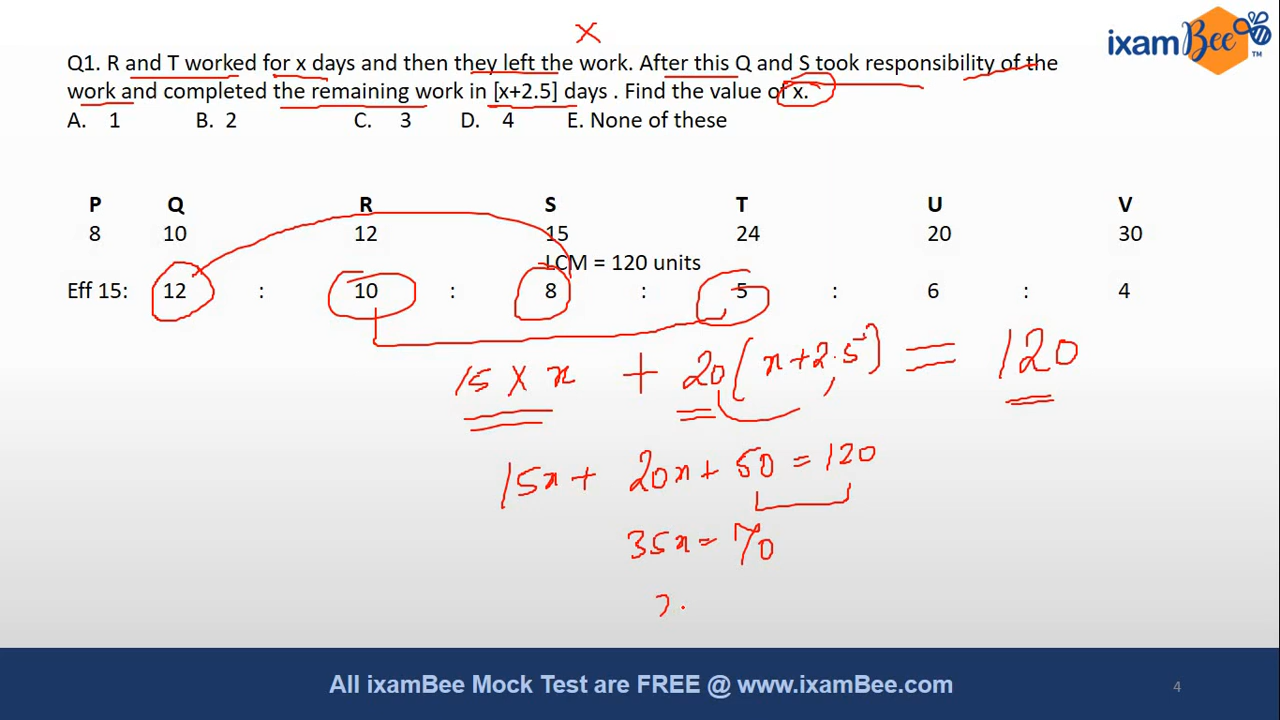 x
ixamBee
Q1. R and T worked for x days and then they left the work. After this Q and S took responsibility of the
work and completed the remaining work in [x+2.5] days . Find the value of x.
A. 1 B. 2 C. 3 D. 4 E. None of these
P Q R S T U V
8 10 12 15 24 20 30
LCM = 120 units
Eff 15: 12 : 10 : 8 : 5 : 6 : 4
15 × x + 20 (x+2.5) = 120
15x + 20x + 50 = 120
35x = 70
All ixamBee Mock Test are FREE @ www.ixamBee.com
4